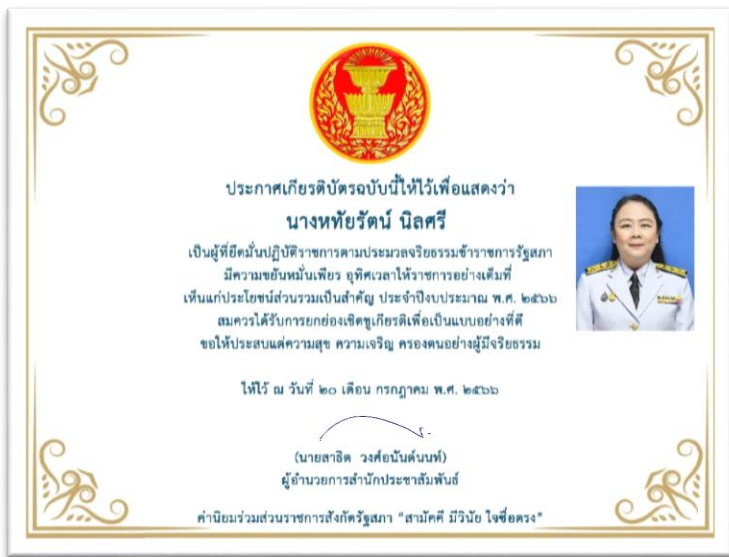 ประกาศเกียรติบัตรฉบับนี้ให้ไว้เพื่อแสดงว่า
นางหทัยรัตน์ นิลศรี
เป็นผู้ที่ยึดมั่นปฏิบัติราชการตามประมวลจริยธรรมข้าราชการรัฐสภา
มีความขยันหมั่นเพียร อุทิศเวลาให้ราชการอย่างเต็มที่
เห็นแก่ประโยชน์ส่วนรวมเป็นสำคัญ ประจำปีงบประมาณ พ.ศ. ๒๕๖๖
สมควรได้รับการยกย่องเชิดชูเกียรติเพื่อเป็นแบบอย่างที่ดี
ขอให้ประสบแต่ความสุข ความเจริญ ครองตนอย่างผู้มีจริยธรรม
ให้ไว้ ณ วันที่ ๒๐ เดือน กรกฎาคม พ.ศ. ๒๕๖๖
(นายสาธิต วงศ์อนันต์นนท์)
ผู้อำนวยการสำนักประชาสัมพันธ์
ค่านิยมร่วมส่วนราชการสังกัดรัฐสภา "สามัคคี มีวินัย ใจซื่อตรง"